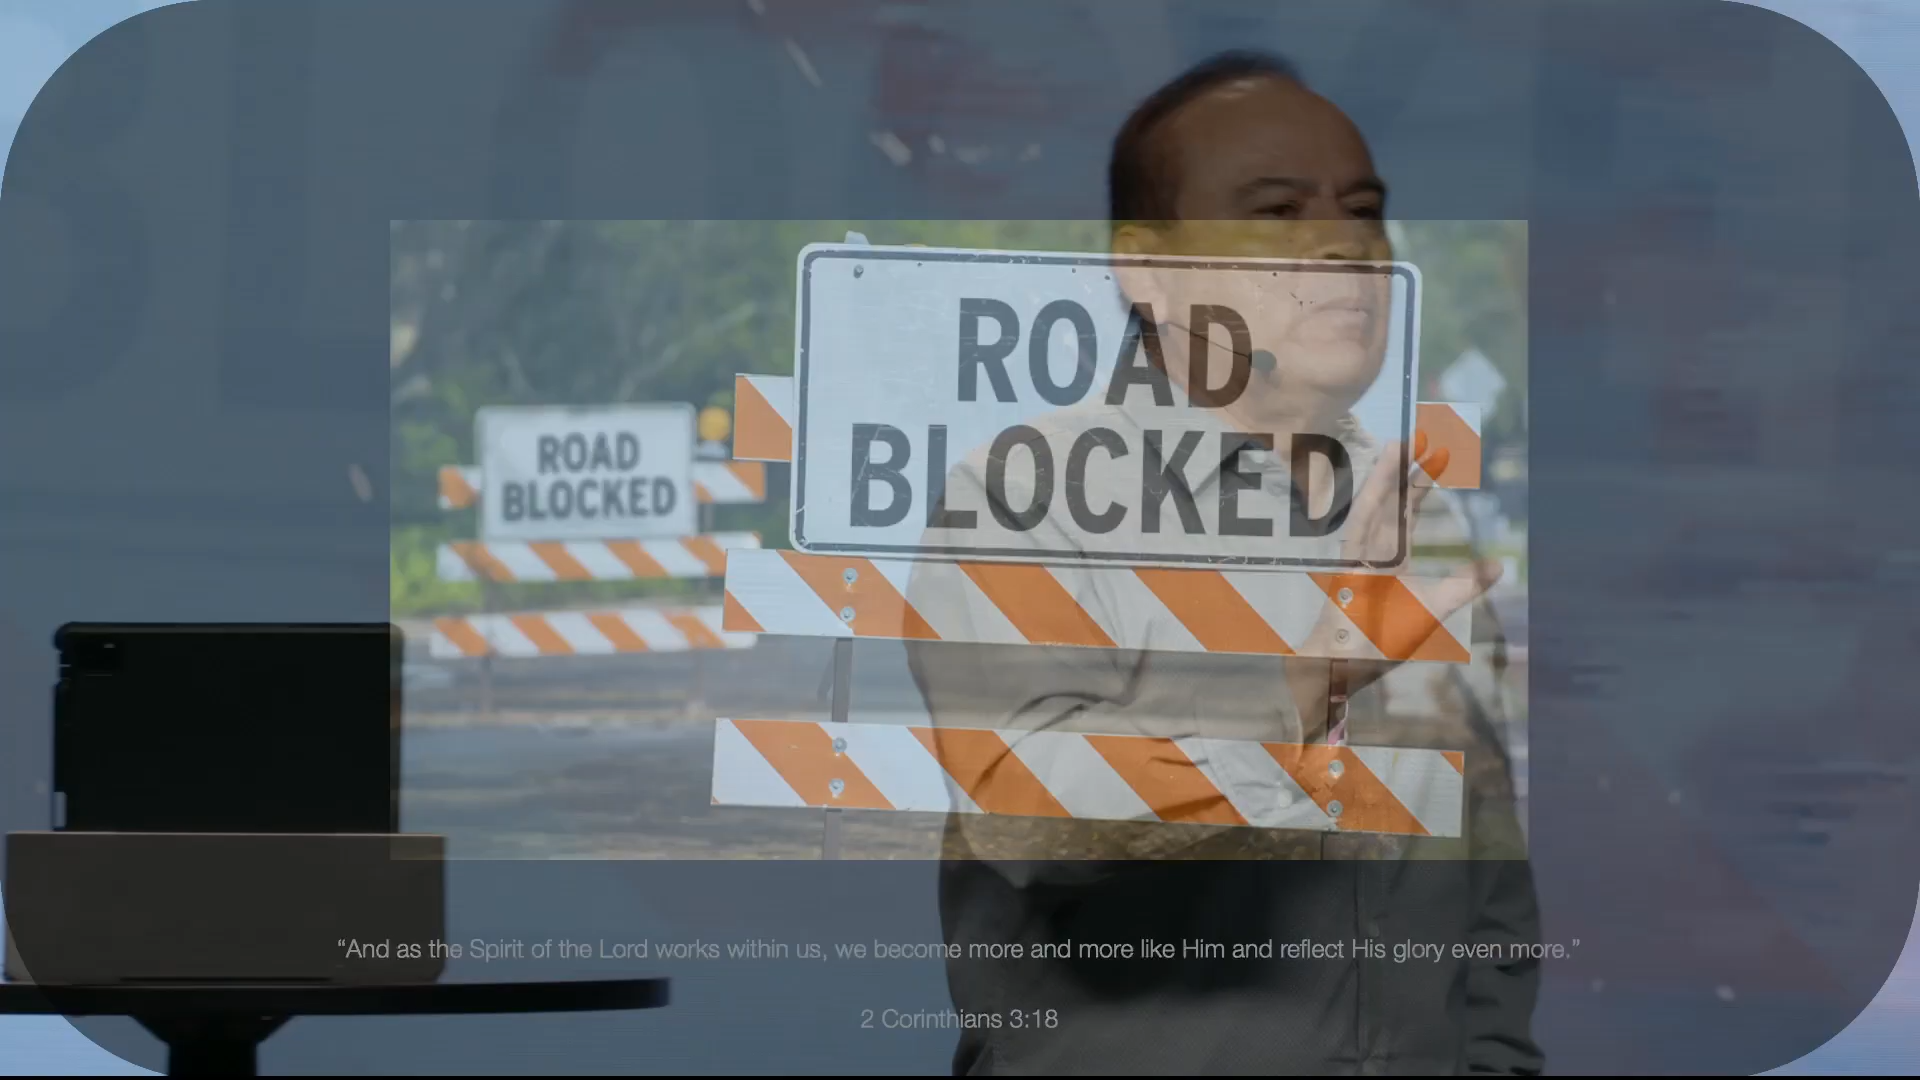 ROAD
BLOCKED
ROAD
BLOCKED
“And as the Spirit of the Lord works within us, we become more and more like Him and reflect His glory even more.”
2 Corinthians 3:18